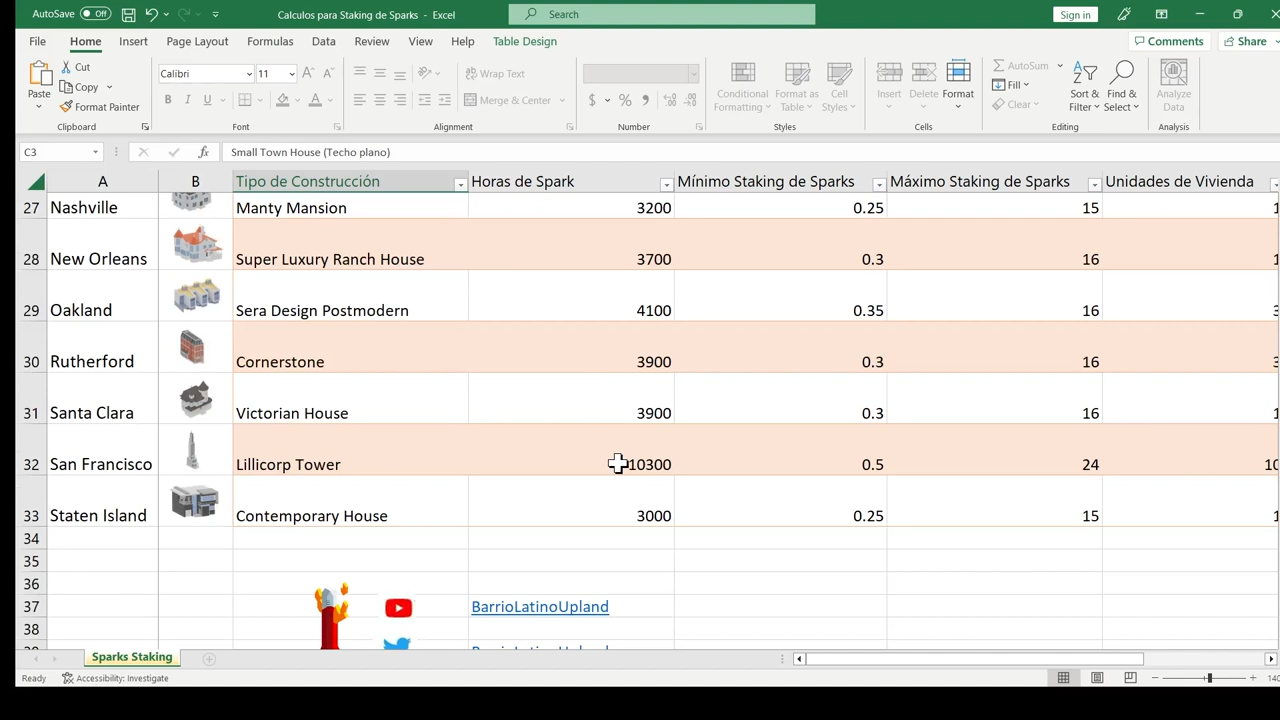 AutoSave Off Calculos para Staking de Sparks - Excel Search Sign in
File Home Insert Page Layout Formulas Data Review View Help Table Design Comments Share
Paste Cut Calibri 11 Wrap Text AutoSum
Copy Conditional Format as Cell Insert Delete Format Fill Sort & Find & Analyze
Format Painter B I U Merge & Center $ % Formatting Table Styles Clear Filter Select Data
Clipboard Font Alignment Number Styles Cells Editing Analysis
C3 fx Small Town House (Techo plano)
A B Tipo de Construcción Horas de Spark Mínimo Staking de Sparks Máximo Staking de Sparks Unidades de Vivienda
27 Nashville Manty Mansion 3200 0.25 15 1
28 New Orleans Super Luxury Ranch House 3700 0.3 16 1
29 Oakland Sera Design Postmodern 4100 0.35 16 3
30 Rutherford Cornerstone 3900 0.3 16 3
31 Santa Clara Victorian House 3900 0.3 16 1
32 San Francisco Lillicorp Tower 10300 0.5 24 10
33 Staten Island Contemporary House 3000 0.25 15 1
34
35
36
37 BarrioLatinoUpland
38
Sparks Staking
Ready Accessibility: Investigate